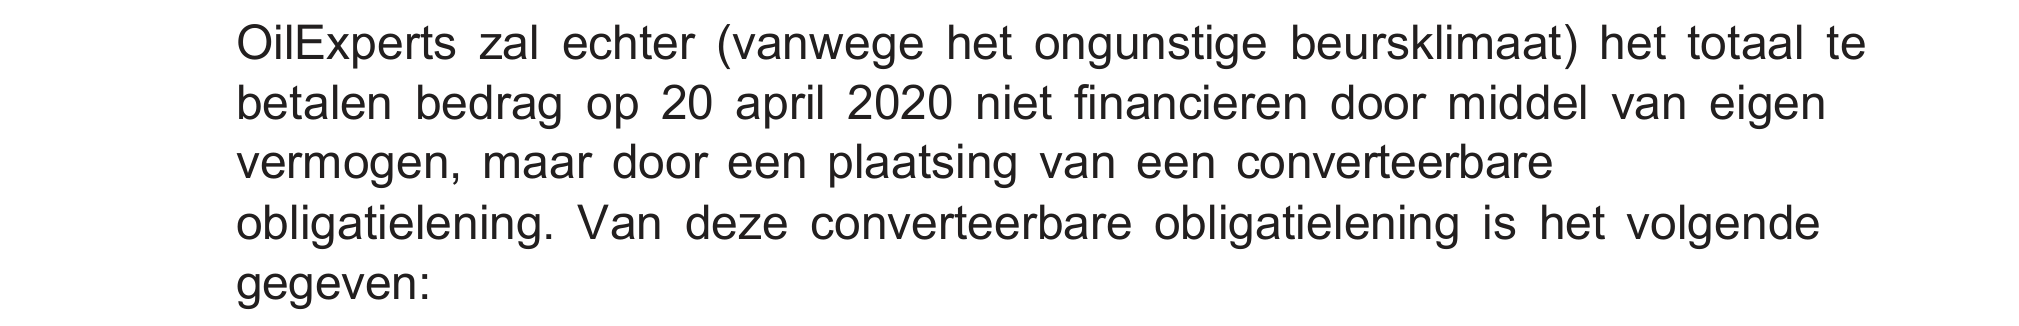 OilExperts zal echter (vanwege het ongunstige beursklimaat) het totaal te
betalen bedrag op 20 april 2020 niet financieren door middel van eigen
vermogen, maar door een plaatsing van een converteerbare
obligatielening. Van deze converteerbare obligatielening is het volgende
gegeven: